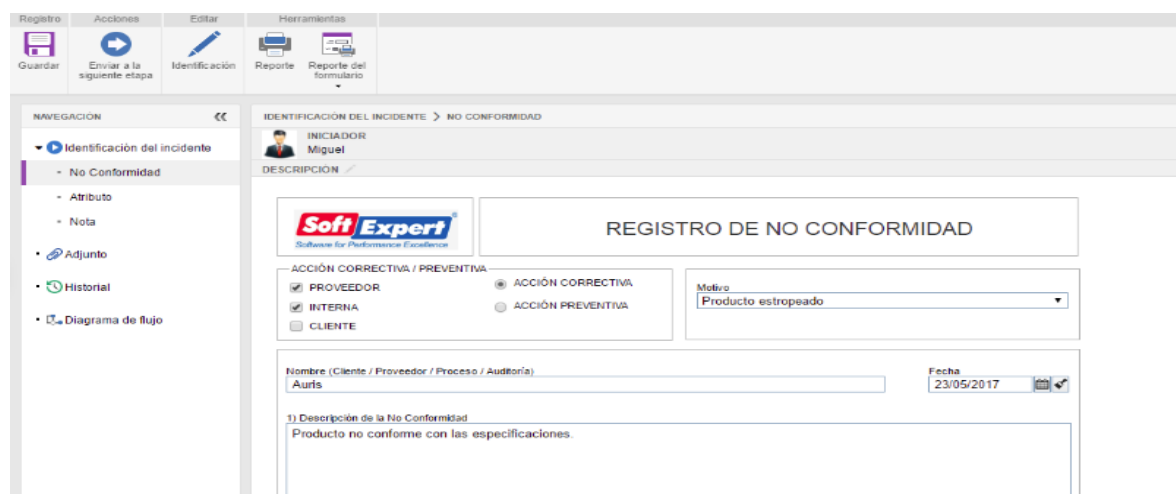 Registro Acciones Editar Herramientas
Guardar Enviar a la siguiente etapa Identificación Reporte Reporte del formulario
NAVEGACIÓN
Identificación del incidente
No Conformidad
Atributo
Nota
Adjunto
Historial
Diagrama de flujo
IDENTIFICACIÓN DEL INCIDENTE > NO CONFORMIDAD
INICIADOR
Miguel
DESCRIPCIÓN
Soft Expert®
Software for Performance Excellence
REGISTRO DE NO CONFORMIDAD
ACCIÓN CORRECTIVA / PREVENTIVA
PROVEEDOR
INTERNA
CLIENTE
ACCIÓN CORRECTIVA
ACCIÓN PREVENTIVA
Motivo
Producto estropeado
Nombre (Cliente / Proveedor / Proceso / Auditoría)
Auris
Fecha
23/05/2017
1) Descripción de la No Conformidad
Producto no conforme con las especificaciones.